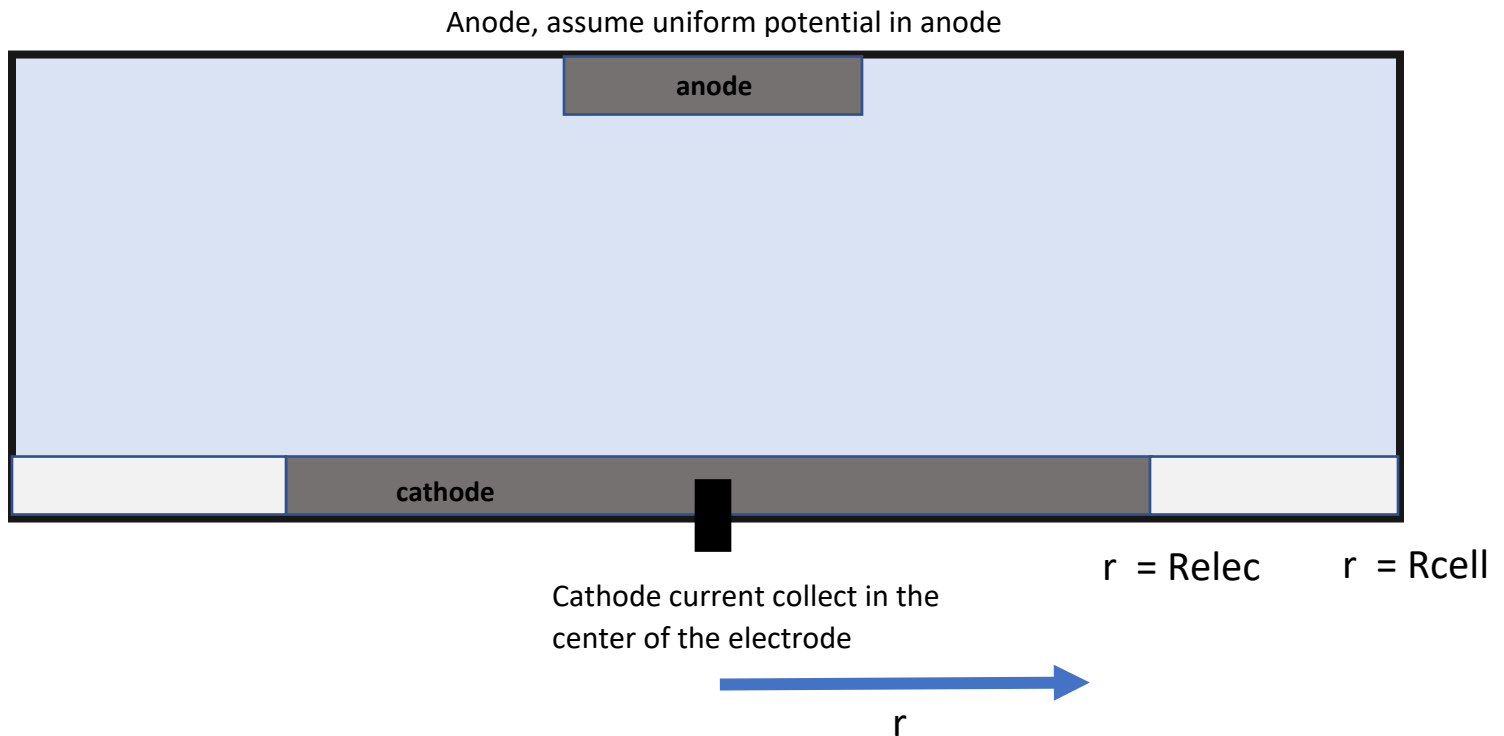 Anode, assume uniform potential in anode
anode
cathode
r = Relec
r = Rcell
Cathode current collect in the
center of the electrode
r